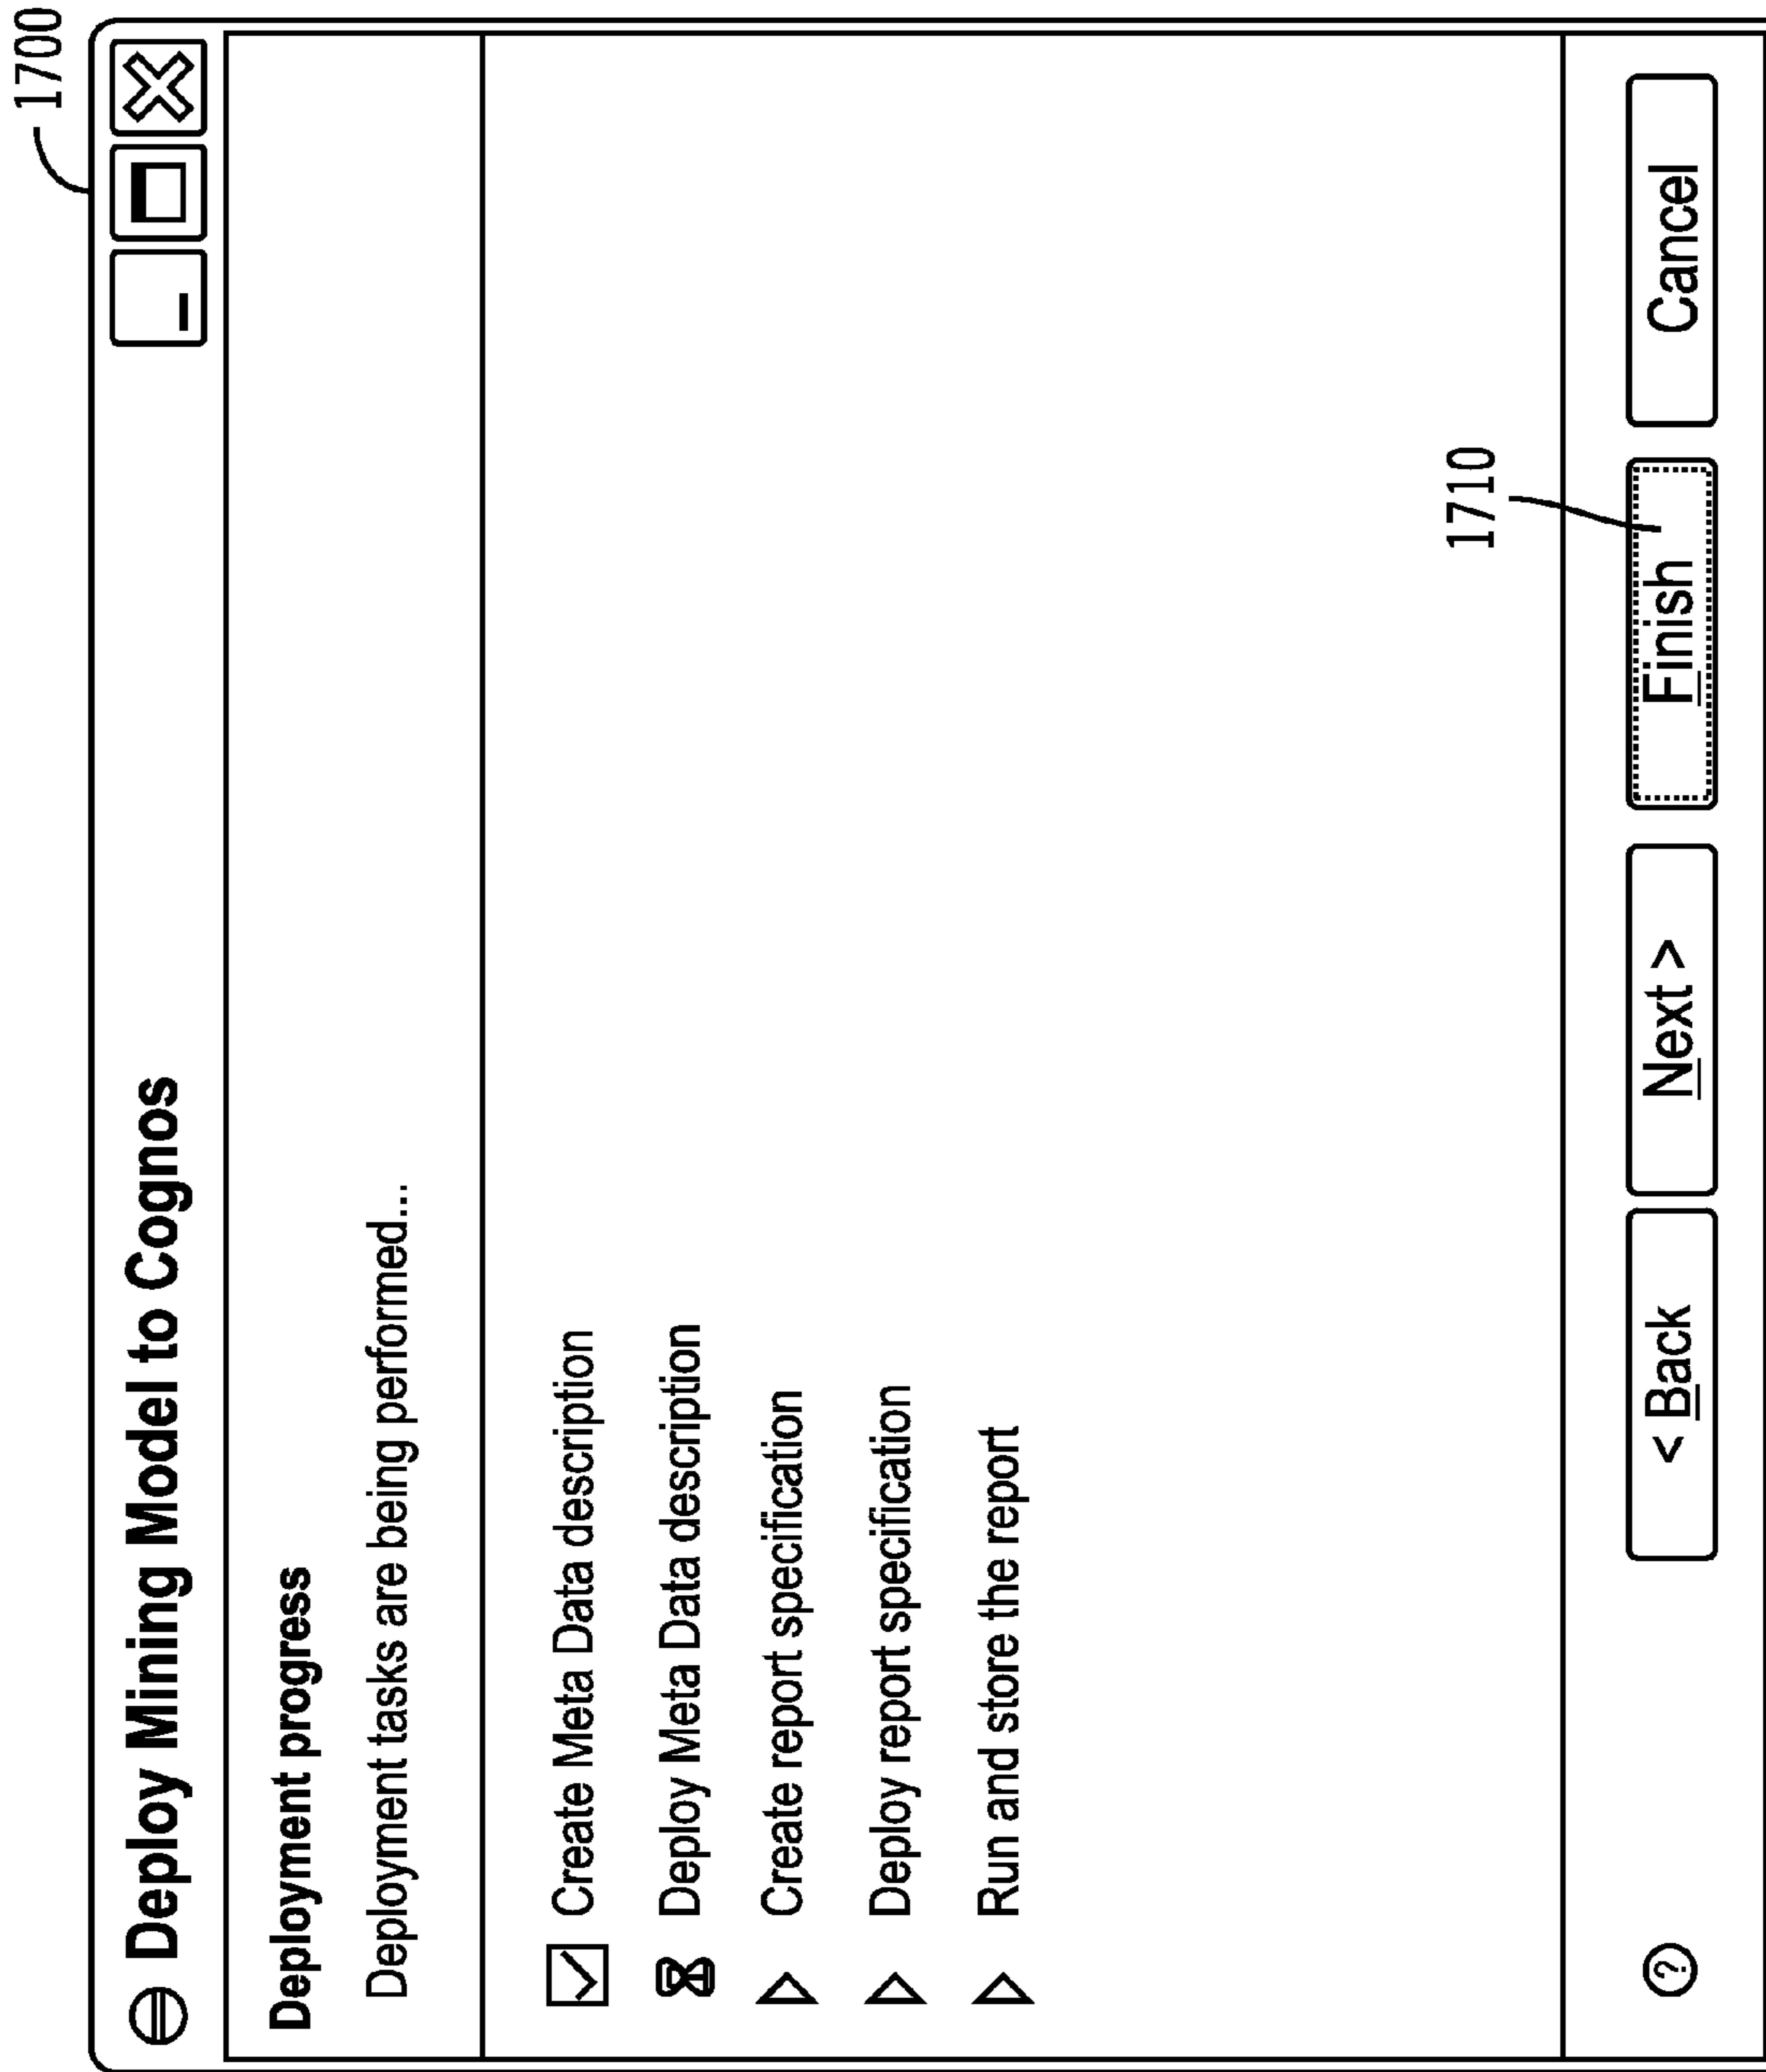 1700
Deploy Mining Model to Cognos
Deployment progress
Deployment tasks are being performed...
Create Meta Data description
Deploy Meta Data description
Create report specification
Deploy report specification
Run and store the report
1710
?
< Back
Next >
Finish
Cancel